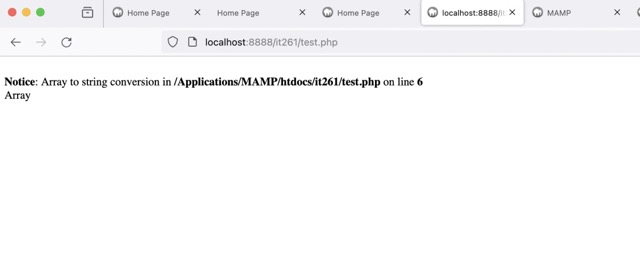 Home Page
Home Page
Home Page
localhost:8888/it
MAMP
localhost:8888/it261/test.php
Notice: Array to string conversion in /Applications/MAMP/htdocs/it261/test.php on line 6
Array